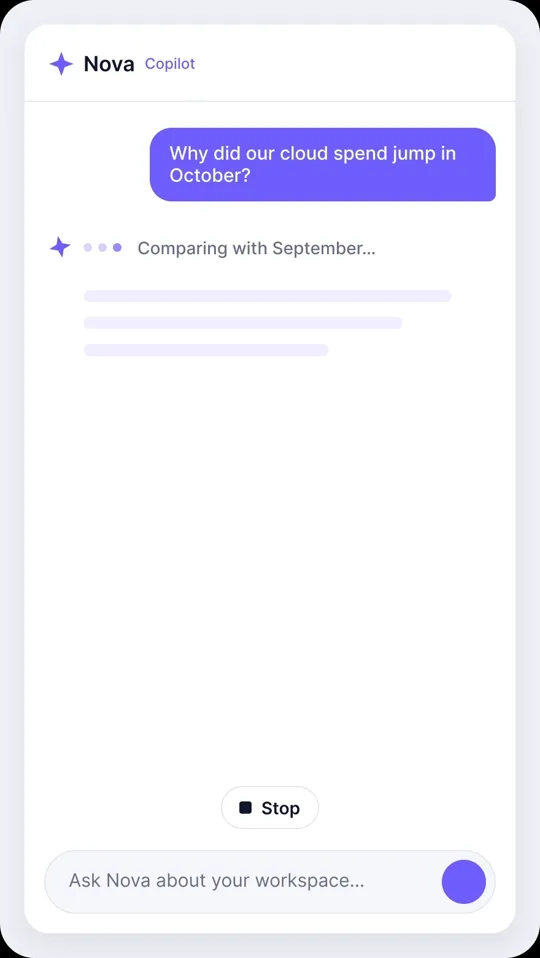 Nova Copilot
Why did our cloud spend jump in
October?
Comparing with September...
Stop
Ask Nova about your workspace...